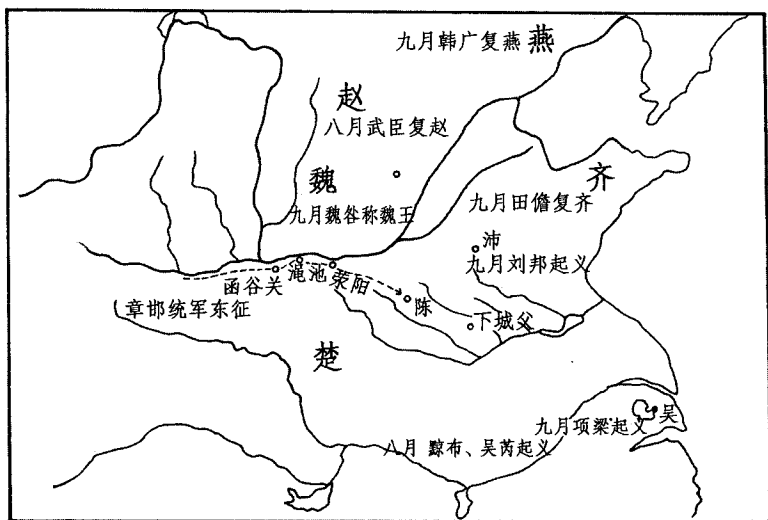 九月韩广复燕 燕
赵
八月武臣复赵
魏
九月魏咎称魏王
齐
九月田儋复齐
沛
九月刘邦起义
函谷关
渑池
荥阳
陈
下城父
章邯统军东征
楚
吴
九月项梁起义
八月 黥布、吴芮起义